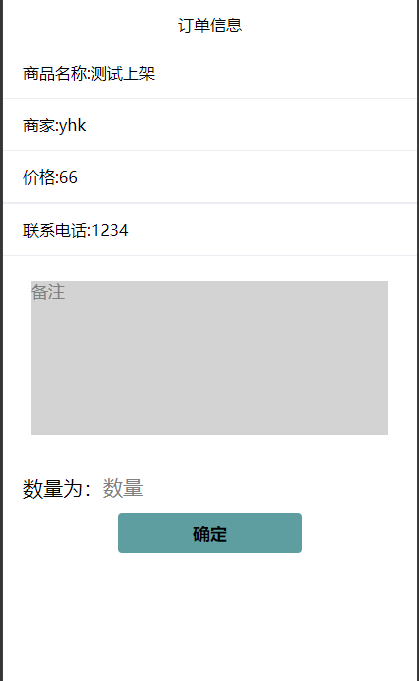 订单信息
商品名称:测试上架
商家:yhk
价格:66
联系电话:1234
备注
数量为：数量
确定